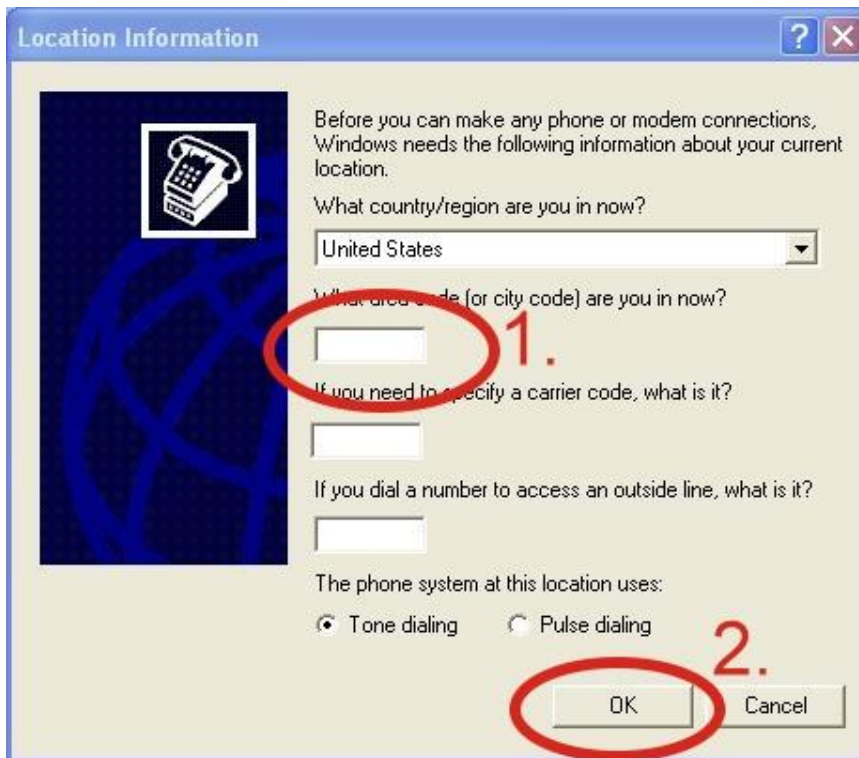 Location Information
Before you can make any phone or modem connections,
Windows needs the following information about your current
location.
What country/region are you in now?
United States
What area code (or city code) are you in now?
1.
If you need to specify a carrier code, what is it?
If you dial a number to access an outside line, what is it?
The phone system at this location uses:
Tone dialing Pulse dialing
2.
OK Cancel